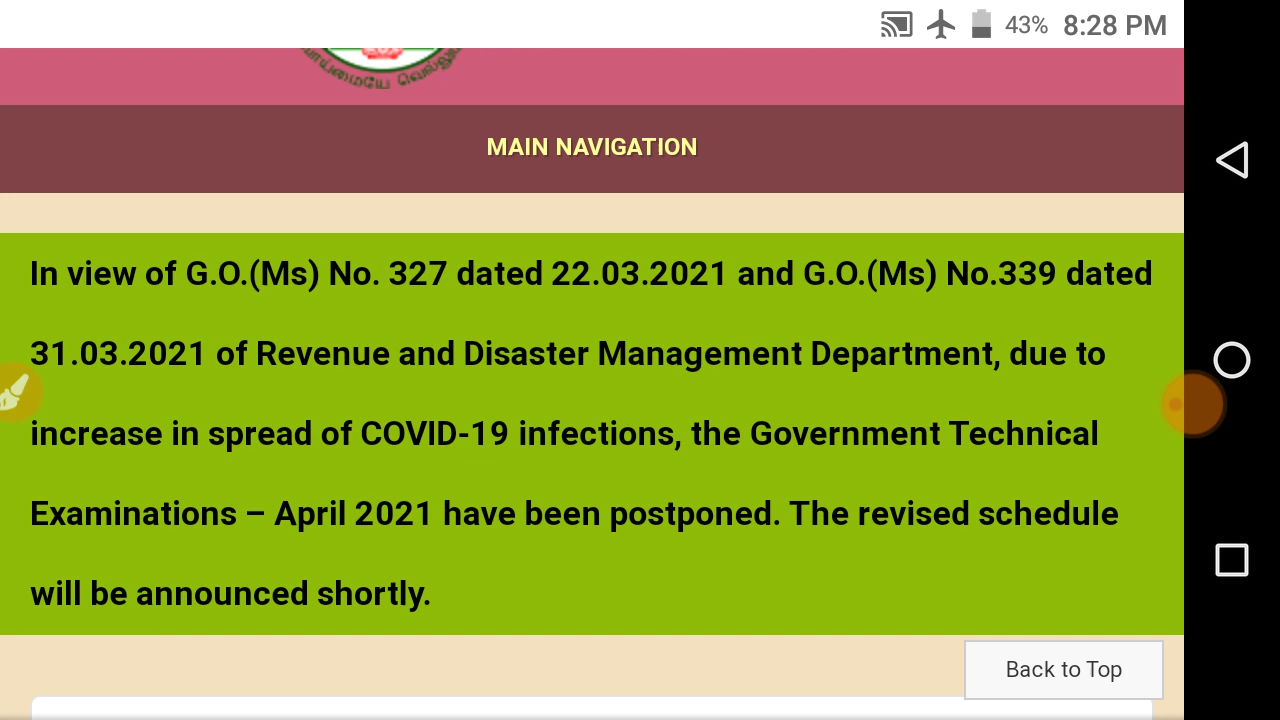 43% 8:28 PM
வாய்மையே வெல்லும்
MAIN NAVIGATION
In view of G.O.(Ms) No. 327 dated 22.03.2021 and G.O.(Ms) No.339 dated
31.03.2021 of Revenue and Disaster Management Department, due to
increase in spread of COVID-19 infections, the Government Technical
Examinations – April 2021 have been postponed. The revised schedule
will be announced shortly.
Back to Top